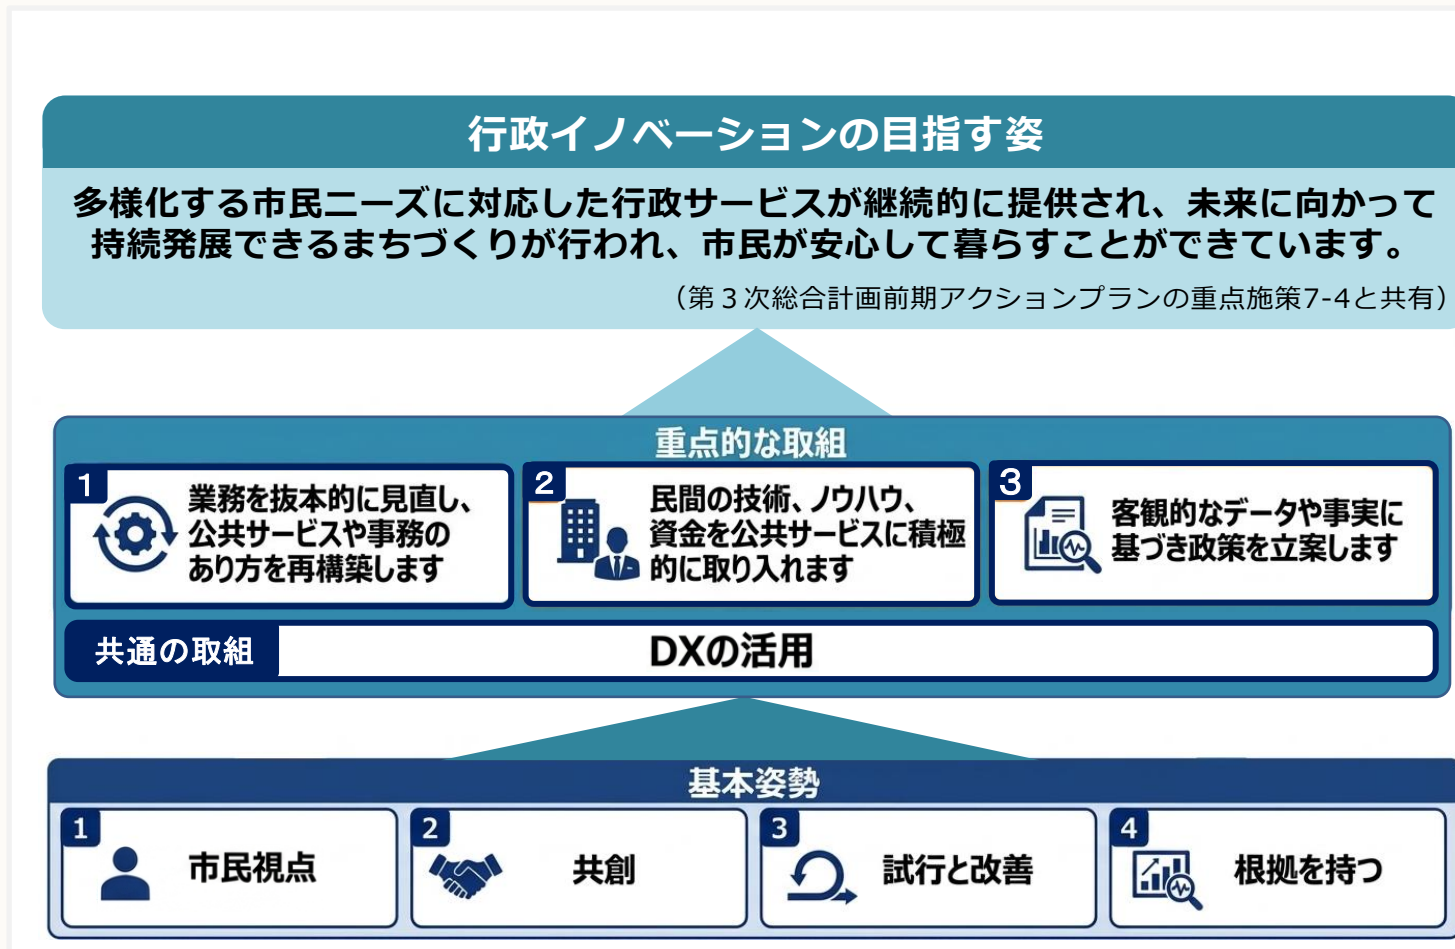 行政イノベーションの目指す姿
多様化する市民ニーズに対応した行政サービスが継続的に提供され、未来に向かって
持続発展できるまちづくりが行われ、市民が安心して暮らすことができています。
（第３次総合計画前期アクションプランの重点施策7-4と共有）
重点的な取組
1
業務を抜本的に見直し、
公共サービスや事務の
あり方を再構築します
2
民間の技術、ノウハウ、
資金を公共サービスに積極
的に取り入れます
3
客観的なデータや事実に
基づき政策を立案します
共通の取組
DXの活用
基本姿勢
1
市民視点
2
共創
3
試行と改善
4
根拠を持つ